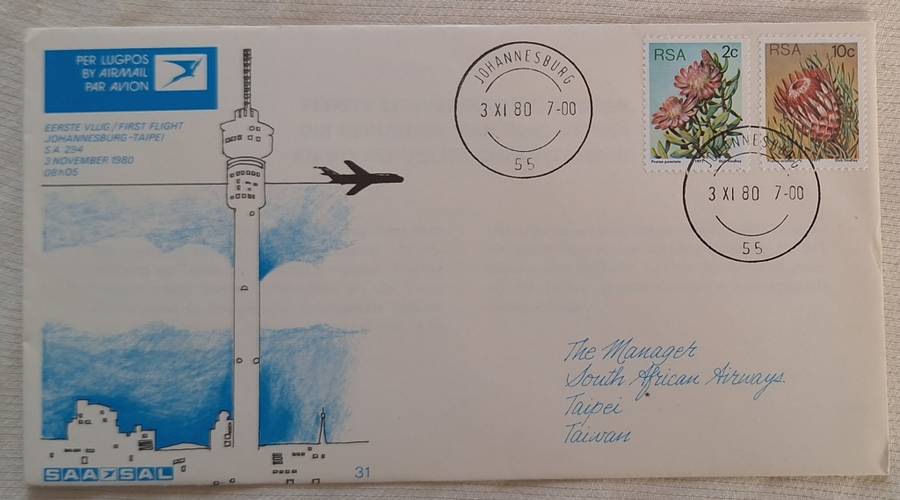 PER LUGPOS
BY AIRMAIL
PAR AVION
EERSTE VLUG / FIRST FLIGHT
JOHANNESBURG-TAIPEI
S.A. 294
3 NOVEMBER 1980
08h05
JOHANNESBURG
3 XI 80 7-00
55
RSA 2c
RSA 10c
JOHANNESBURG
3 XI 80 7-00
55
The Manager
South African Airways.
Taipei
Taiwan
SAA SAL
31